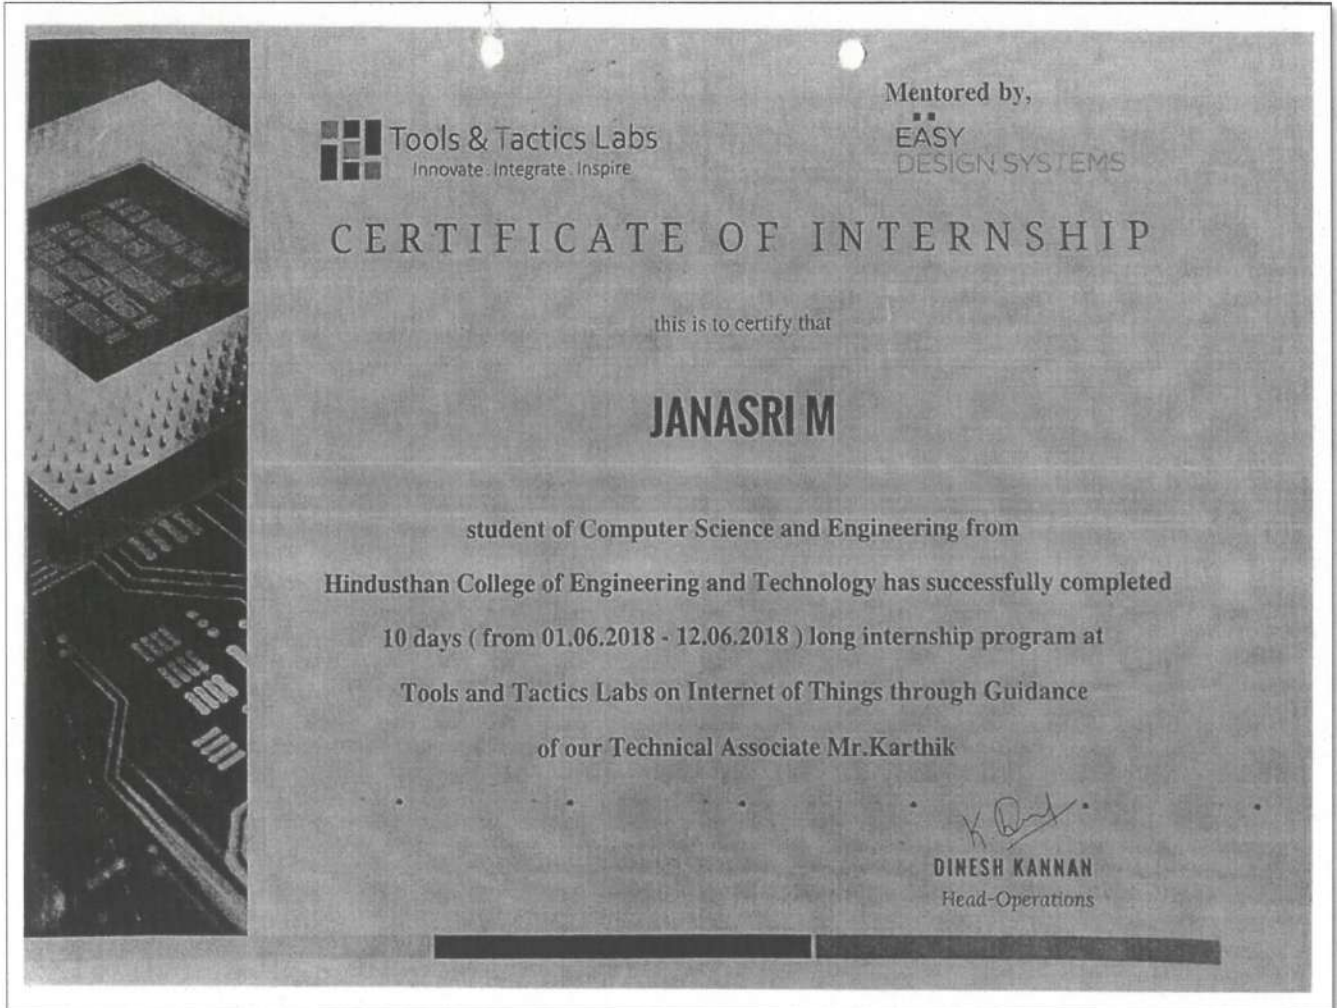 Mentored by,
Tools & Tactics Labs
Innovate . Integrate . Inspire
EASY
DESIGN SYSTEMS
CERTIFICATE OF INTERNSHIP
this is to certify that
JANASRI M
student of Computer Science and Engineering from
Hindusthan College of Engineering and Technology has successfully completed
10 days ( from 01.06.2018 - 12.06.2018 ) long internship program at
Tools and Tactics Labs on Internet of Things through Guidance
of our Technical Associate Mr.Karthik
DINESH KANNAN
Head-Operations